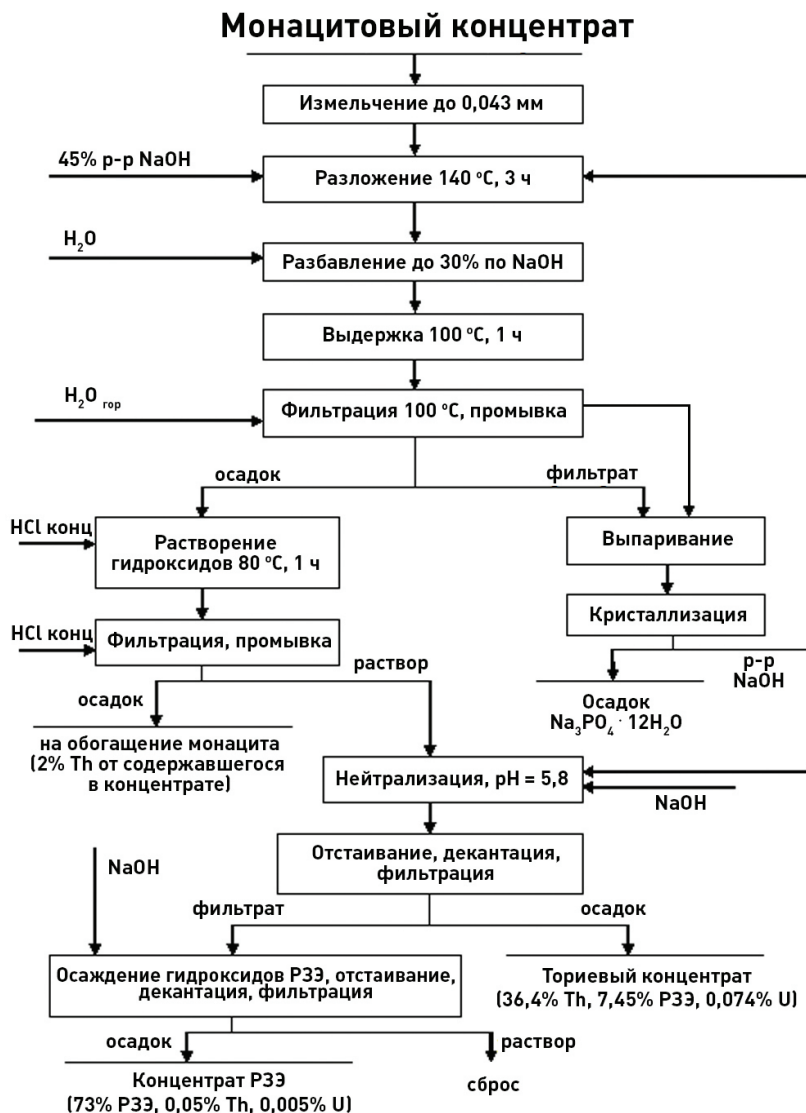 Монацитовый концентрат
Измельчение до 0,043 мм
45% р-р NaOH
Разложение 140 °C, 3 ч
H₂O
Разбавление до 30% по NaOH
Выдержка 100 °C, 1 ч
H₂O гор
Фильтрация 100 °C, промывка
осадок
фильтрат
HCl конц
Растворение
гидроксидов 80 °C, 1 ч
Выпаривание
Кристаллизация
HCl конц
Фильтрация, промывка
раствор
р-р
NaOH
осадок
Осадок
Na₃PO₄ · 12H₂O
на обогащение монацита
(2% Th от содержавшегося
в концентрате)
Нейтрализация, pH = 5,8
NaOH
Отстаивание, декантация,
фильтрация
NaOH
фильтрат
осадок
Осаждение гидроксидов РЗЭ, отстаивание,
декантация, фильтрация
Ториевый концентрат
(36,4% Th, 7,45% РЗЭ, 0,074% U)
осадок
раствор
Концентрат РЗЭ
(73% РЗЭ, 0,05% Th, 0,005% U)
сброс